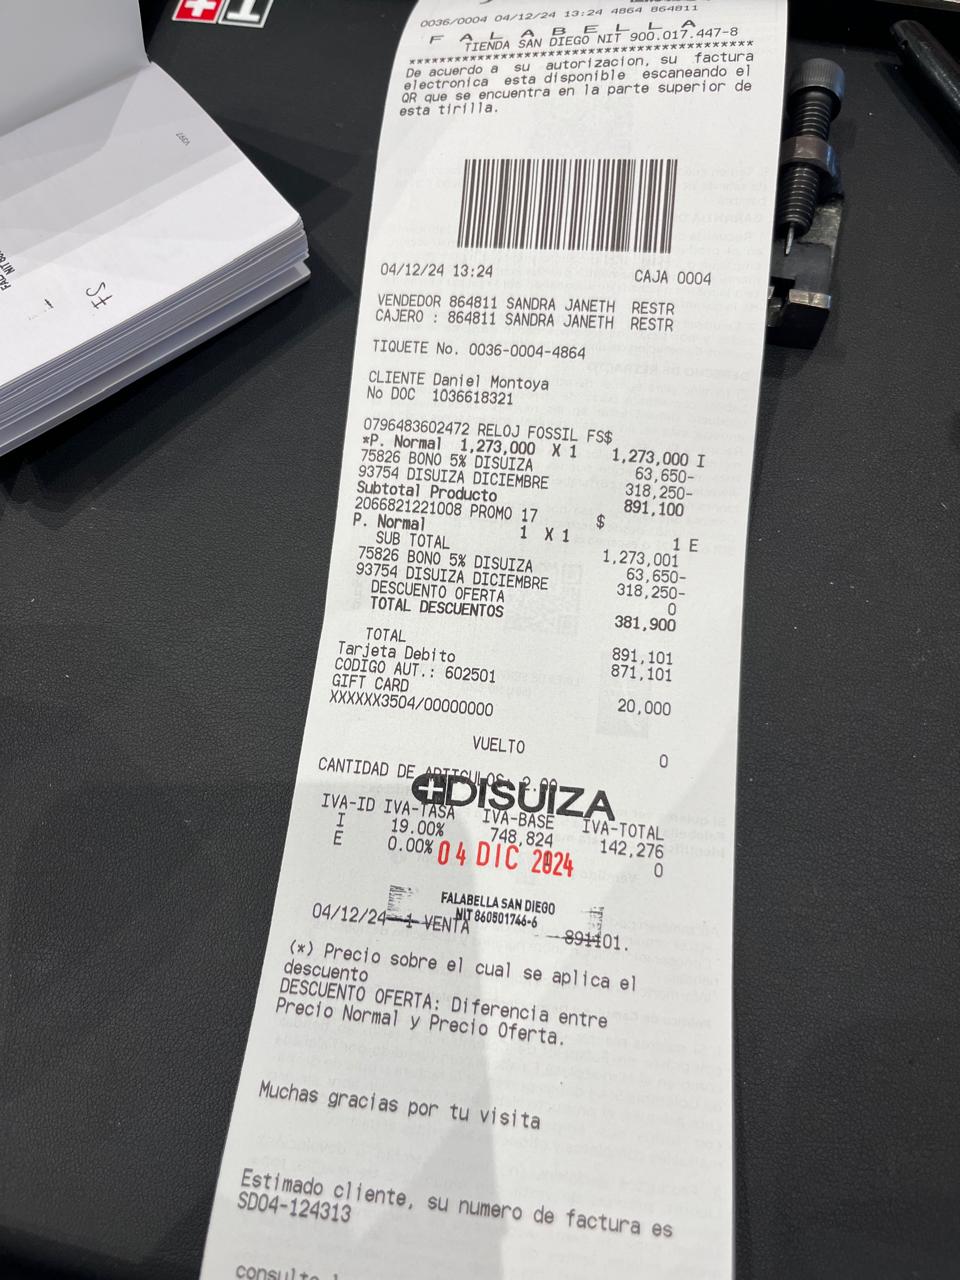 0036/0004 04/12/24 13:24 4864 864811
F A L A B E L L A
TIENDA SAN DIEGO NIT 900.017.447-8
******************************************
De acuerdo a su autorizacion, su factura
electronica esta disponible escaneando el
QR que se encuentra en la parte superior de
esta tirilla.
04/12/24 13:24 CAJA 0004
VENDEDOR 864811 SANDRA JANETH RESTR
CAJERO : 864811 SANDRA JANETH RESTR
TIQUETE No. 0036-0004-4864
CLIENTE Daniel Montoya
No DOC 1036618321
0796483602472 RELOJ FOSSIL FS$
*P. Normal 1,273,000 X 1 1,273,000 I
75826 BONO 5% DISUIZA 63,650-
93754 DISUIZA DICIEMBRE 318,250-
Subtotal Producto 891,100
2066821221008 PROMO 17 $
P. Normal 1 X 1 1 E
SUB TOTAL 1,273,001
75826 BONO 5% DISUIZA 63,650-
93754 DISUIZA DICIEMBRE 318,250-
DESCUENTO OFERTA 0
TOTAL DESCUENTOS 381,900
TOTAL 891,101
Tarjeta Debito 871,101
CODIGO AUT.: 602501
GIFT CARD 20,000
XXXXXX3504/00000000
VUELTO 0
CANTIDAD DE ARTICULOS: 2.00
DISUIZA
IVA-ID IVA-TASA IVA-BASE IVA-TOTAL
I 19.00% 748,824 142,276
E 0.00% 0
04 DIC 2024
FALABELLA SAN DIEGO
NIT 860501746-6
04/12/24 1 VENTA 891101.
(*) Precio sobre el cual se aplica el
descuento
DESCUENTO OFERTA: Diferencia entre
Precio Normal y Precio Oferta.
Muchas gracias por tu visita
Estimado cliente, su numero de factura es
SD04-124313